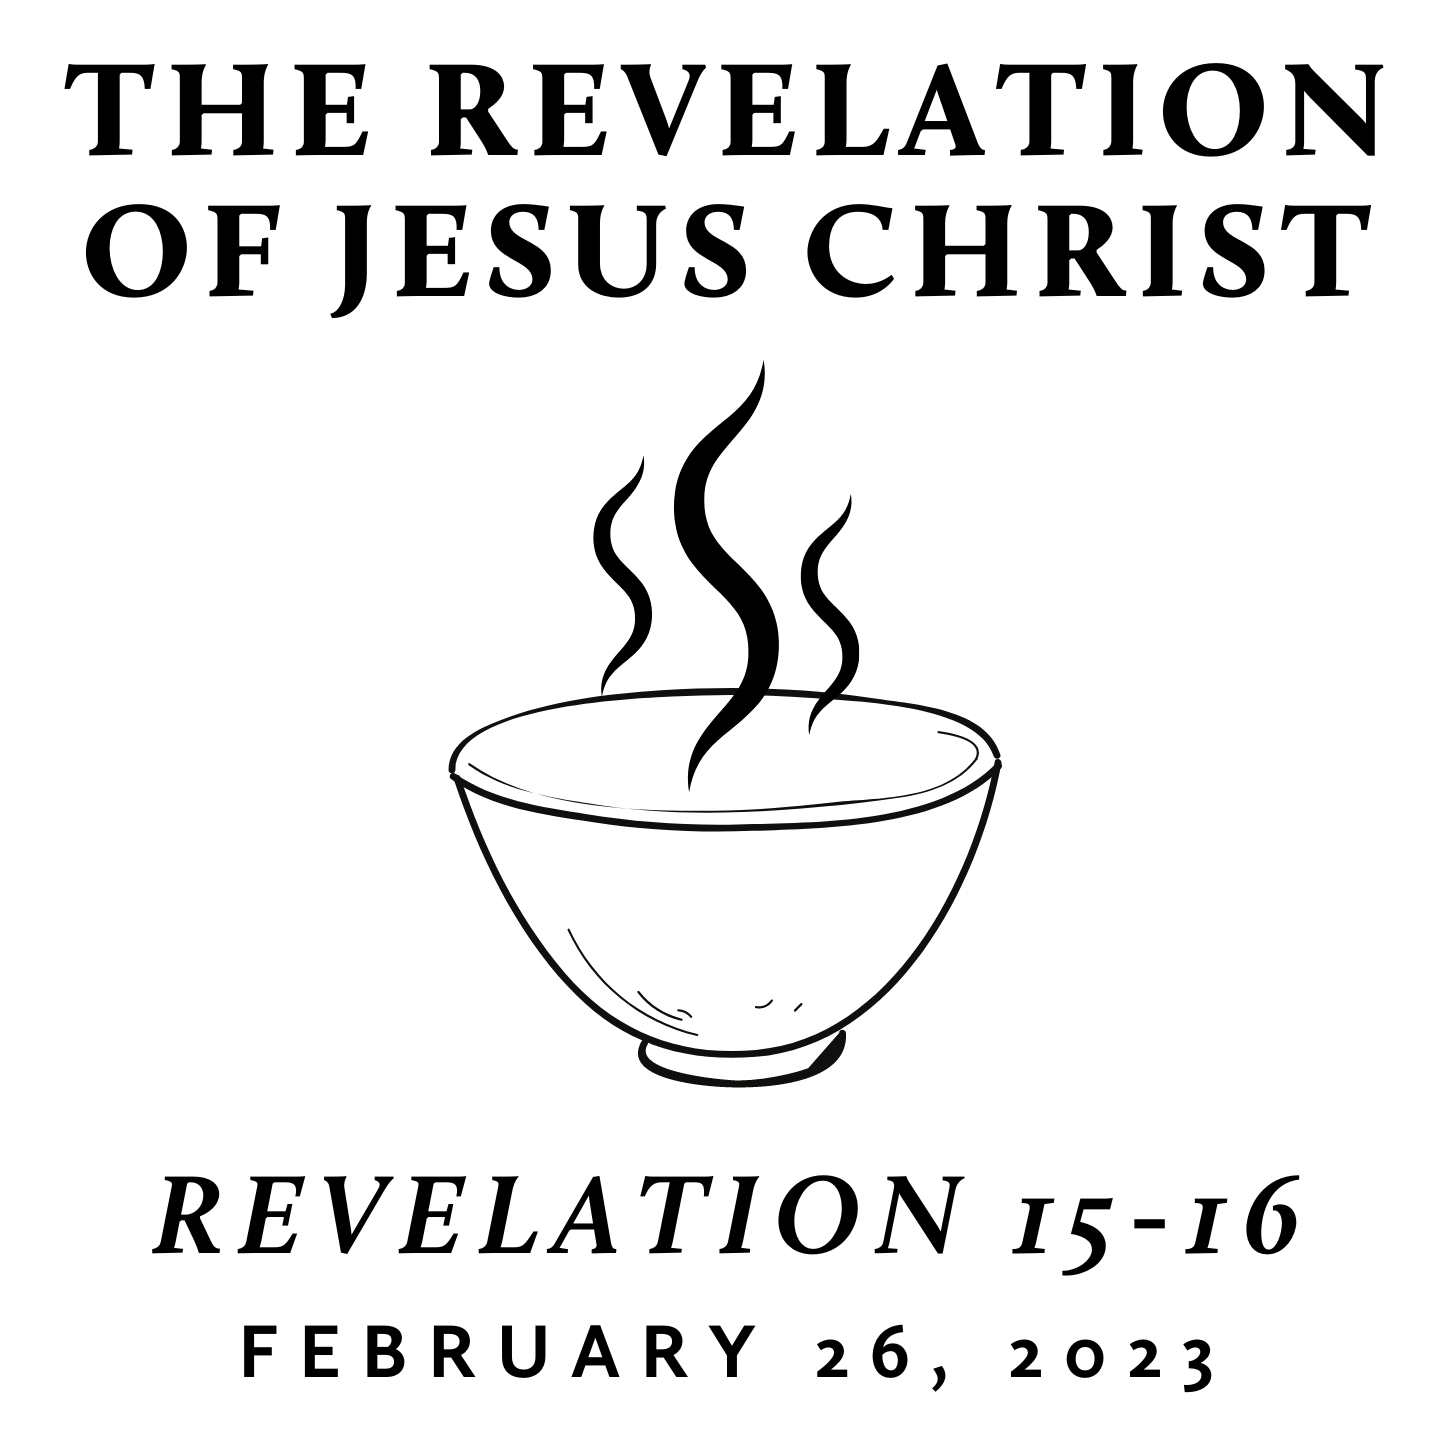 THE REVELATION
OF JESUS CHRIST
REVELATION 15-16
FEBRUARY 26, 2023